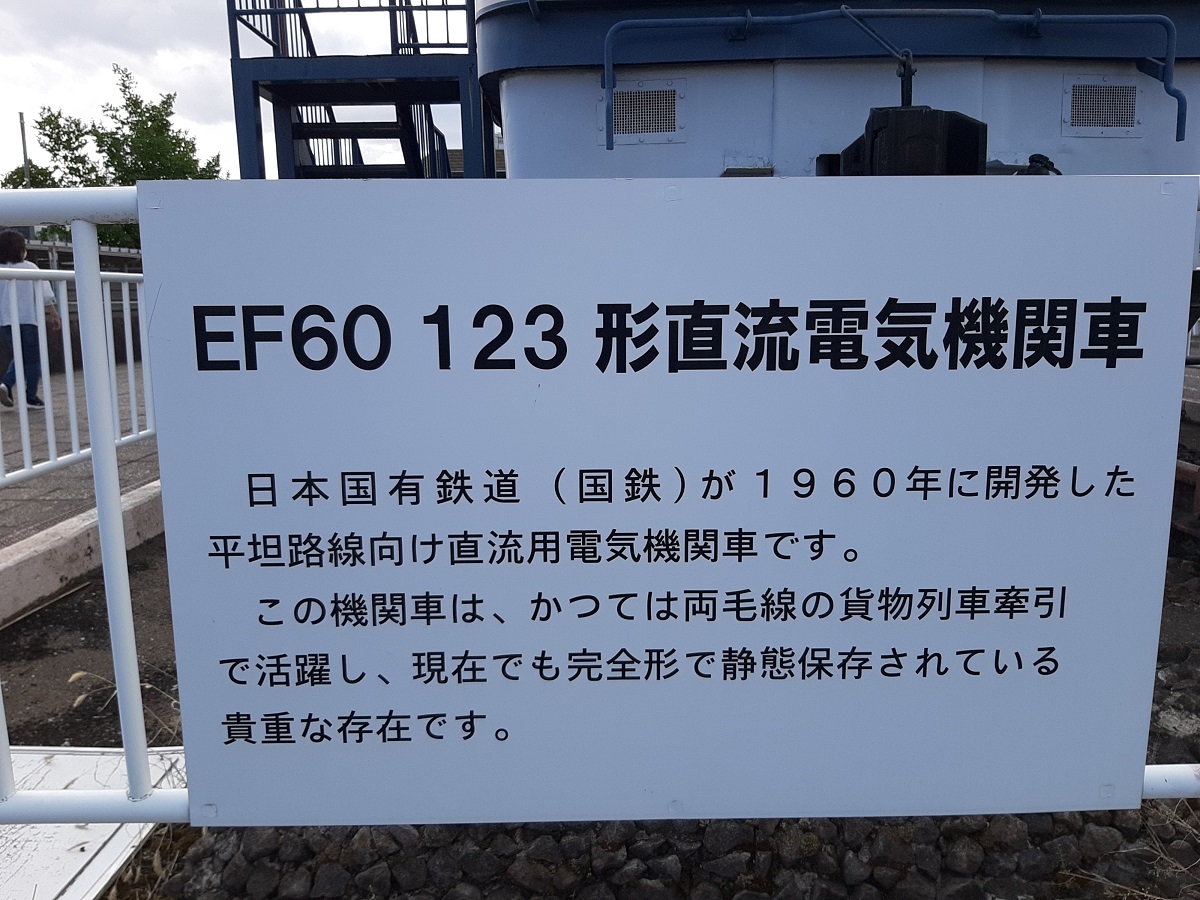 EF60 123 形直流電気機関車
日本国有鉄道(国鉄)が1960年に開発した
平坦路線向け直流用電気機関車です。
この機関車は、かつては両毛線の貨物列車牽引
で活躍し、現在でも完全形で静態保存されている
貴重な存在です。